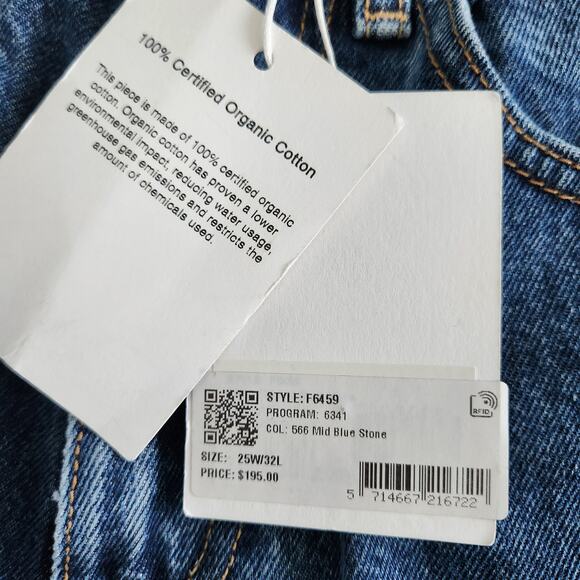 100% Certified Organic Cotton
This piece is made of 100% certified organic
cotton. Organic cotton has proven a lower
environmental impact, reducing water usage,
greenhouse gas emissions and restricts the
amount of chemicals used.
STYLE: F6459
PROGRAM: 6341
COL: 566 Mid Blue Stone
RFID
SIZE: 25W/32L
PRICE: $195.00
5 714667 216722